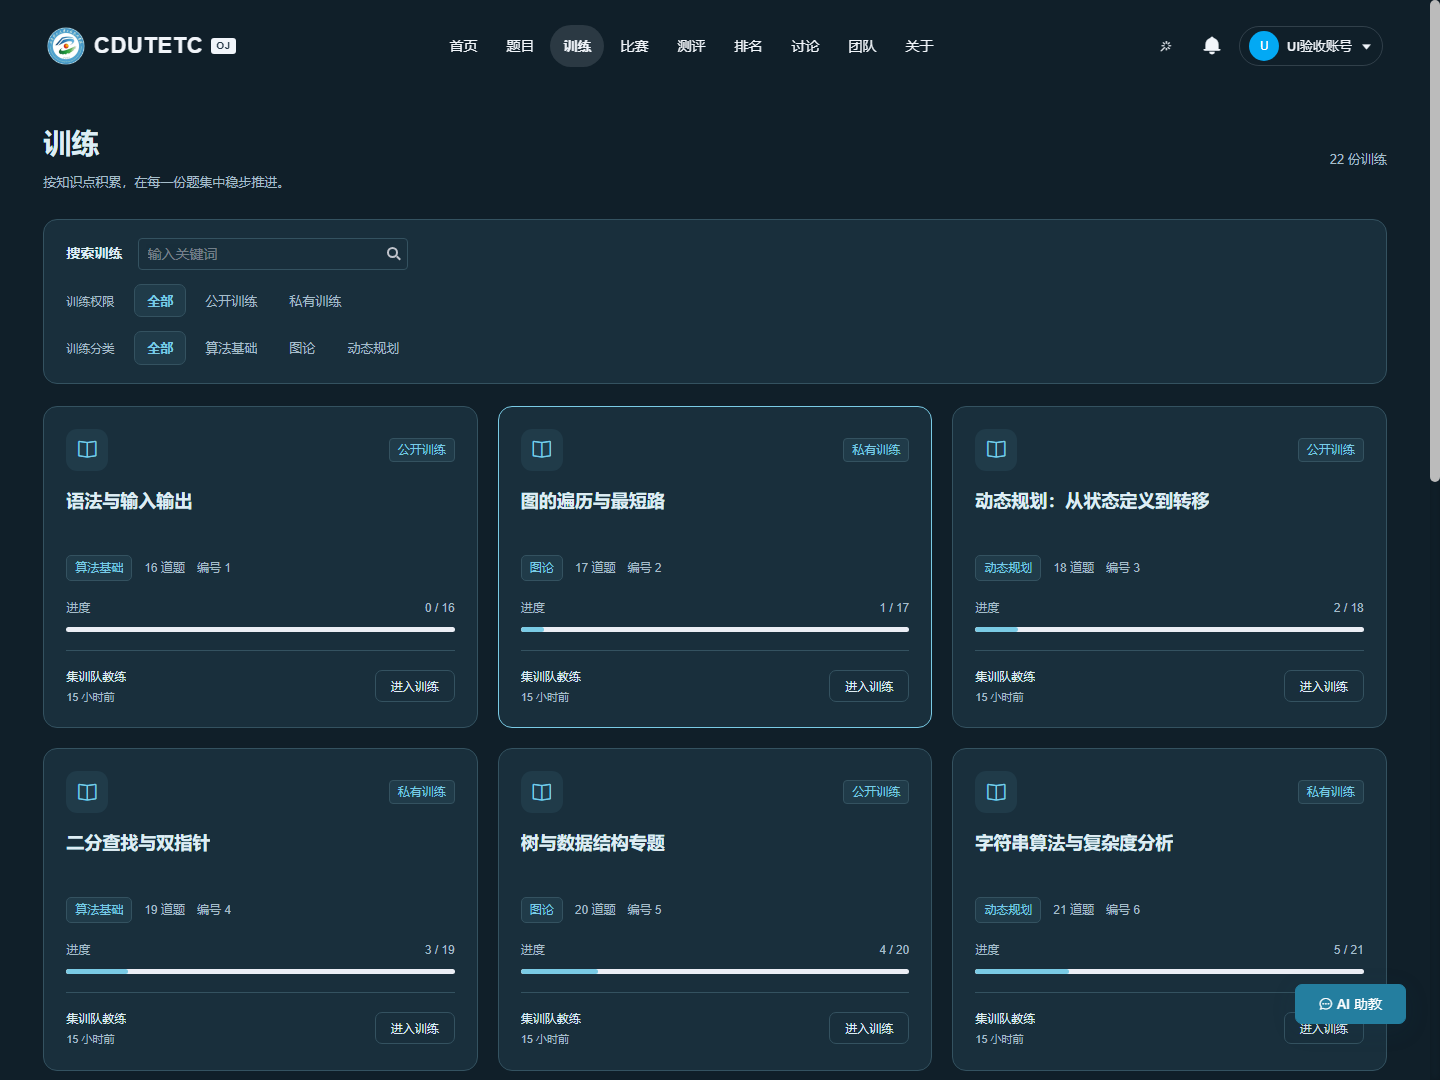 CDUTETC OJ 首页 题目 训练 比赛 测评 排名 讨论 团队 关于 U UI验收账号
训练
22 份训练
按知识点积累，在每一份题集中稳步推进。
搜索训练 输入关键词
训练权限 全部 公开训练 私有训练
训练分类 全部 算法基础 图论 动态规划
公开训练
语法与输入输出
算法基础 16 道题 编号 1
进度 0 / 16
集训队教练
15 小时前
进入训练
私有训练
图的遍历与最短路
图论 17 道题 编号 2
进度 1 / 17
集训队教练
15 小时前
进入训练
公开训练
动态规划：从状态定义到转移
动态规划 18 道题 编号 3
进度 2 / 18
集训队教练
15 小时前
进入训练
私有训练
二分查找与双指针
算法基础 19 道题 编号 4
进度 3 / 19
集训队教练
15 小时前
进入训练
公开训练
树与数据结构专题
图论 20 道题 编号 5
进度 4 / 20
集训队教练
15 小时前
进入训练
私有训练
字符串算法与复杂度分析
动态规划 21 道题 编号 6
进度 5 / 21
集训队教练
15 小时前
进入训练
AI 助教